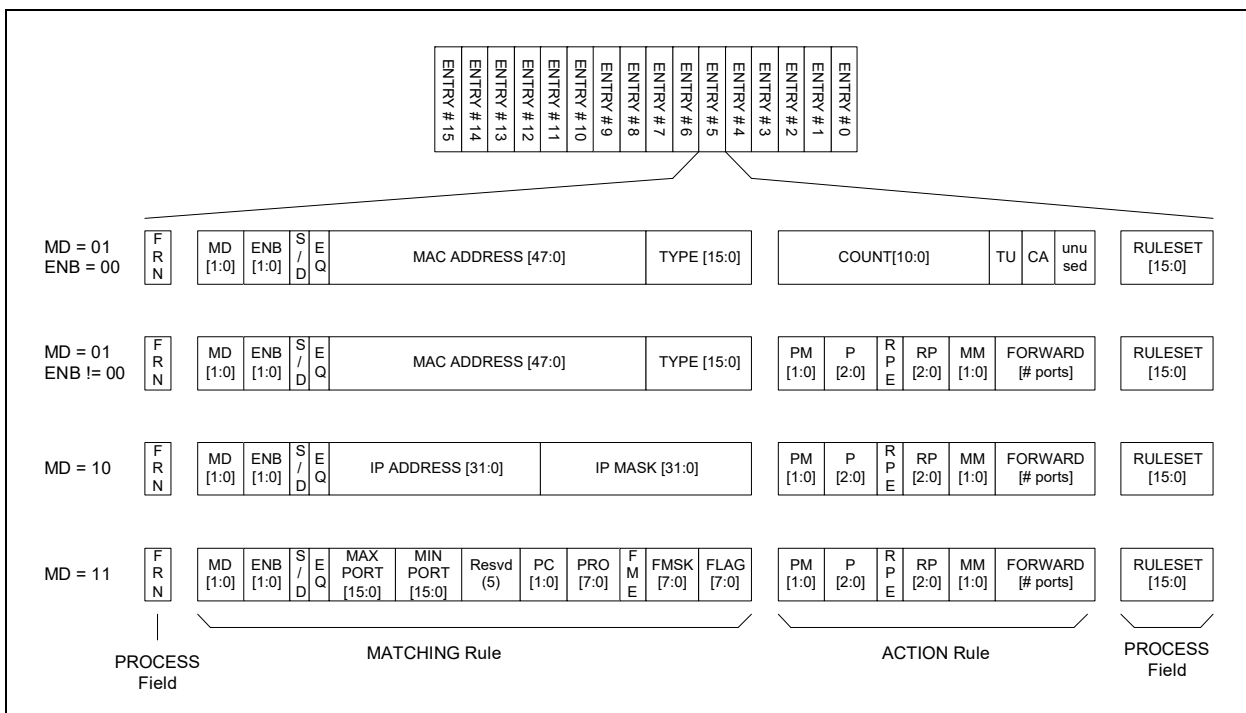 ENTRY # 15
ENTRY # 14
ENTRY # 13
ENTRY # 12
ENTRY # 11
ENTRY # 10
ENTRY # 9
ENTRY # 8
ENTRY # 7
ENTRY # 6
ENTRY # 5
ENTRY # 4
ENTRY # 3
ENTRY # 2
ENTRY # 1
ENTRY # 0
MD = 01
ENB = 00
F
R
N
MD
[1:0]
ENB
[1:0]
S
/
D
E
Q
MAC ADDRESS [47:0]
TYPE [15:0]
COUNT[10:0]
TU
CA
unu
sed
RULESET
[15:0]
MD = 01
ENB != 00
F
R
N
MD
[1:0]
ENB
[1:0]
S
/
D
E
Q
MAC ADDRESS [47:0]
TYPE [15:0]
PM
[1:0]
P
[2:0]
R
P
E
RP
[2:0]
MM
[1:0]
FORWARD
[# ports]
RULESET
[15:0]
MD = 10
F
R
N
MD
[1:0]
ENB
[1:0]
S
/
D
E
Q
IP ADDRESS [31:0]
IP MASK [31:0]
PM
[1:0]
P
[2:0]
R
P
E
RP
[2:0]
MM
[1:0]
FORWARD
[# ports]
RULESET
[15:0]
MD = 11
F
R
N
MD
[1:0]
ENB
[1:0]
S
/
D
E
Q
MAX
PORT
[15:0]
MIN
PORT
[15:0]
Resvd
(5)
PC
[1:0]
PRO
[7:0]
F
M
E
FMSK
[7:0]
FLAG
[7:0]
PM
[1:0]
P
[2:0]
R
P
E
RP
[2:0]
MM
[1:0]
FORWARD
[# ports]
RULESET
[15:0]
PROCESS
Field
MATCHING Rule
ACTION Rule
PROCESS
Field